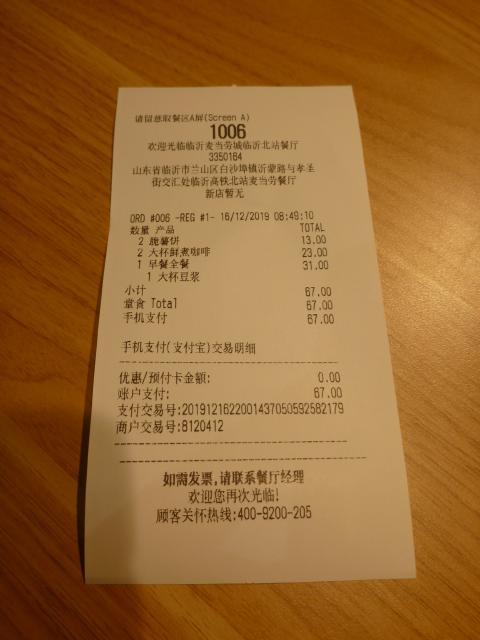 请留意取餐区A屏(Screen A)
1006
欢迎光临临沂麦当劳城临沂北站餐厅
3350164
山东省临沂市兰山区白沙埠镇沂蒙路与孝圣
街交汇处临沂高铁北站麦当劳餐厅
新店暂无
ORD #006 -REG #1- 16/12/2019 08:49:10
数量 产品 TOTAL
2 脆薯饼 13.00
2 大杯鲜煮咖啡 23.00
1 早餐全餐 31.00
1 大杯豆浆
小计 67.00
堂食 Total 67.00
手机支付 67.00
手机支付(支付宝)交易明细
优惠/预付卡金额: 0.00
账户支付: 67.00
支付交易号:2019121622001437050592582179
商户交易号:8120412
如需发票,请联系餐厅经理
欢迎您再次光临!
顾客关怀热线:400-9200-205